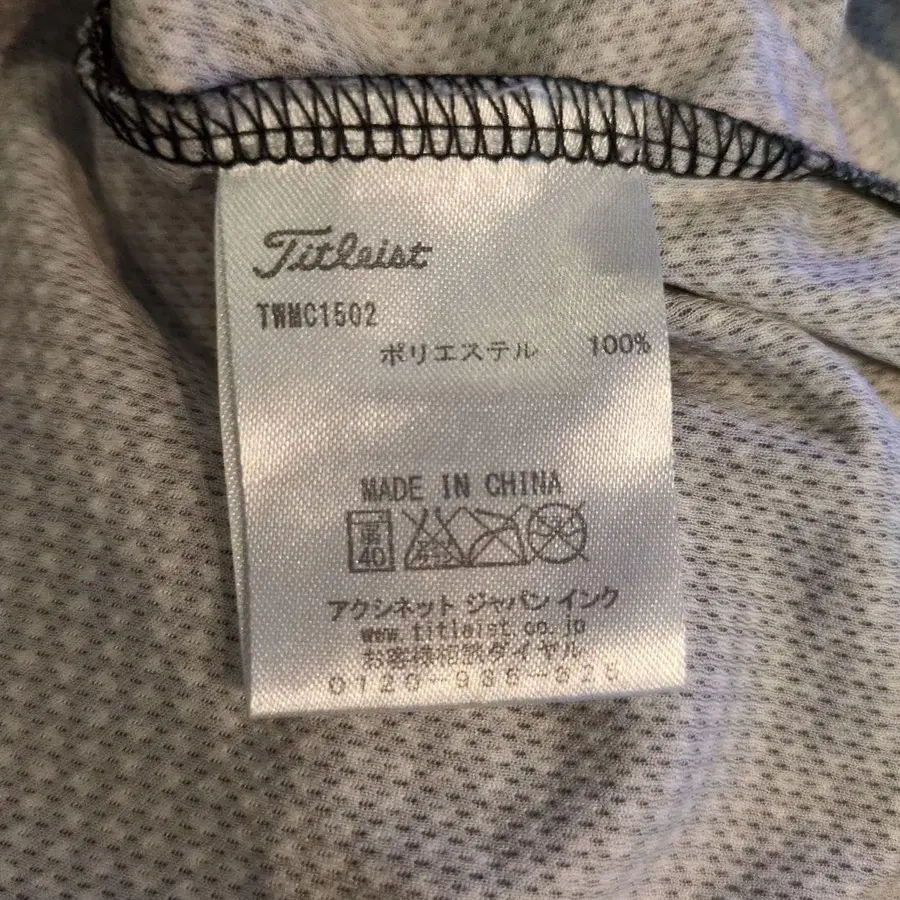 Titleist
TWMC1502
ポリエステル 100%
MADE IN CHINA
40
アクシネット ジャパン インク
www.titleist.co.jp
お客様相談ダイヤル